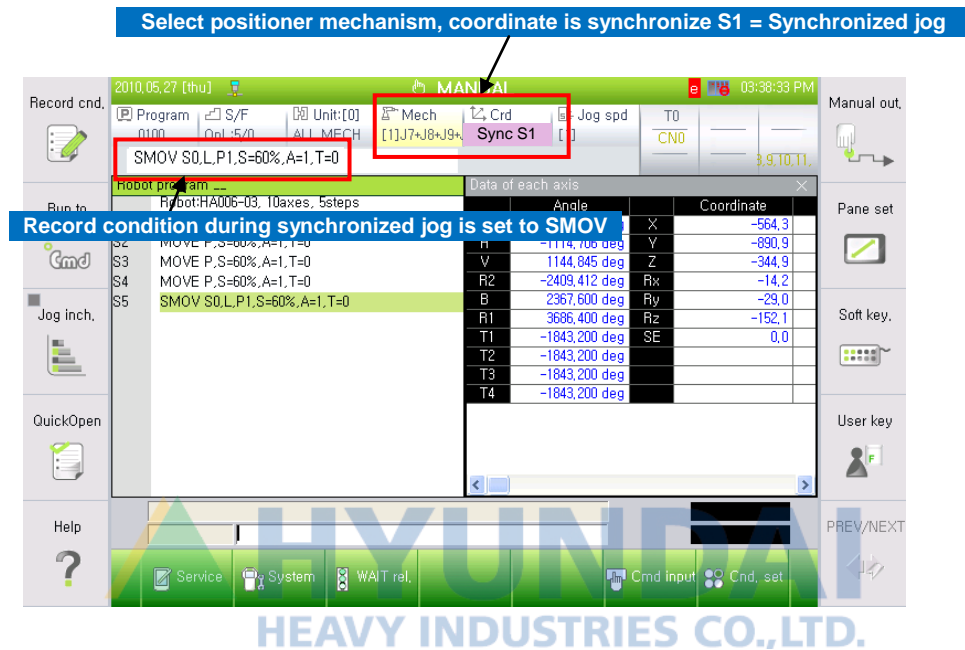 Select positioner mechanism, coordinate is synchronize S1 = Synchronized jog
Record cnd,
2010,05,27 [thu]
MANUAL
e
03:38:33 PM
Manual out,
Program
S/F
Unit:[0]
Mech
Crd
Jog spd
T0
0100
ALL MECH
[1]J7+J8+J9+
Sync S1
CN0
SMOV S0,L,P1,S=60%,A=1,T=0
3,9,10,11,
Robot program __
Data of each axis
Run to
Robot:HA006-03, 10axes, 5steps
Angle
Coordinate
Pane set
Record condition during synchronized jog is set to SMOV
X
-564,3
S2
MOVE P,S=60%,A=1,T=0
H
-1114,706 deg
Y
-890,9
Cmd
S3
MOVE P,S=60%,A=1,T=0
V
1144,845 deg
Z
-344,9
S4
MOVE P,S=60%,A=1,T=0
R2
-2409,412 deg
Rx
-14,2
S5
SMOV S0,L,P1,S=60%,A=1,T=0
B
2367,600 deg
Ry
-29,0
Jog inch,
R1
3686,400 deg
Rz
-152,1
Soft key,
T1
-1843,200 deg
SE
0,0
T2
-1843,200 deg
T3
-1843,200 deg
T4
-1843,200 deg
QuickOpen
User key
F
Help
PREV/NEXT
?
Service
System
WAIT rel,
Cmd input
Cnd, set
HYUNDAI
HEAVY INDUSTRIES CO.,LTD.